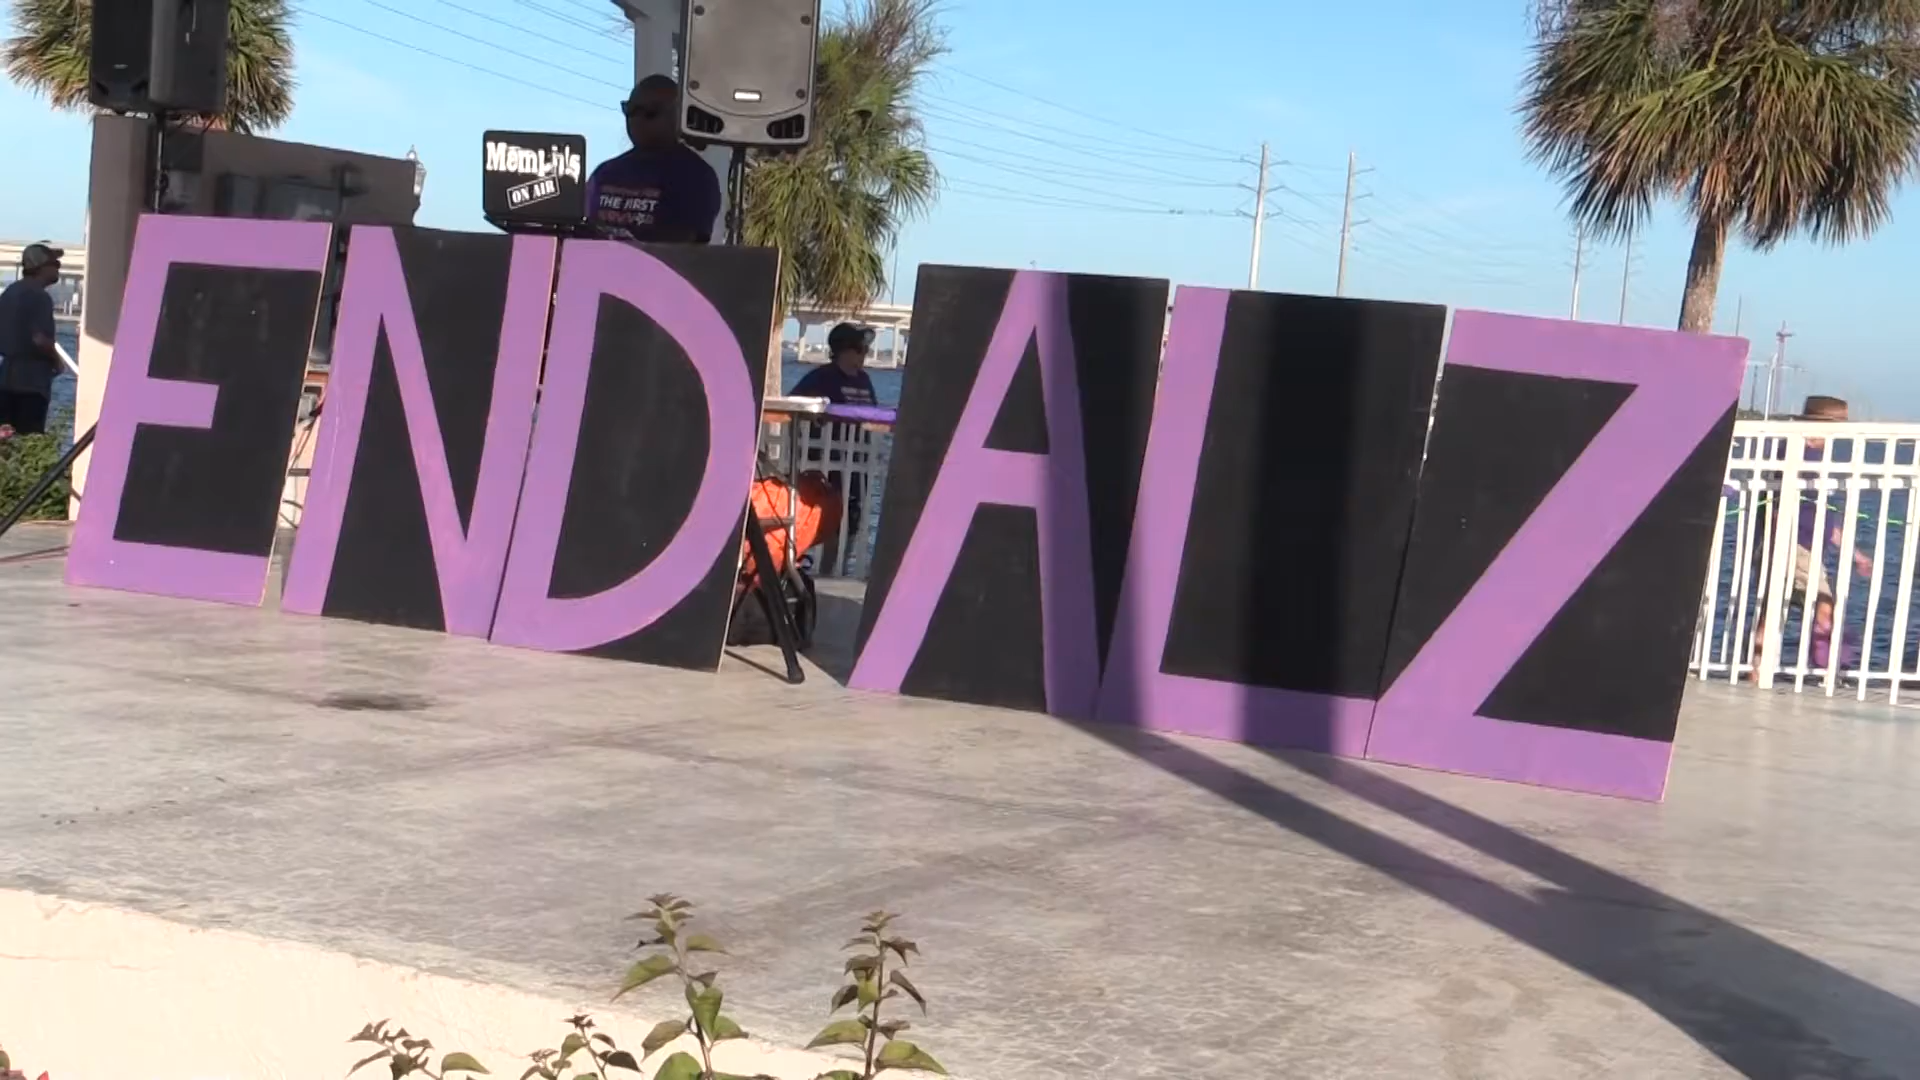 Memphis
ON AIR
THE FIRST
END ALZ